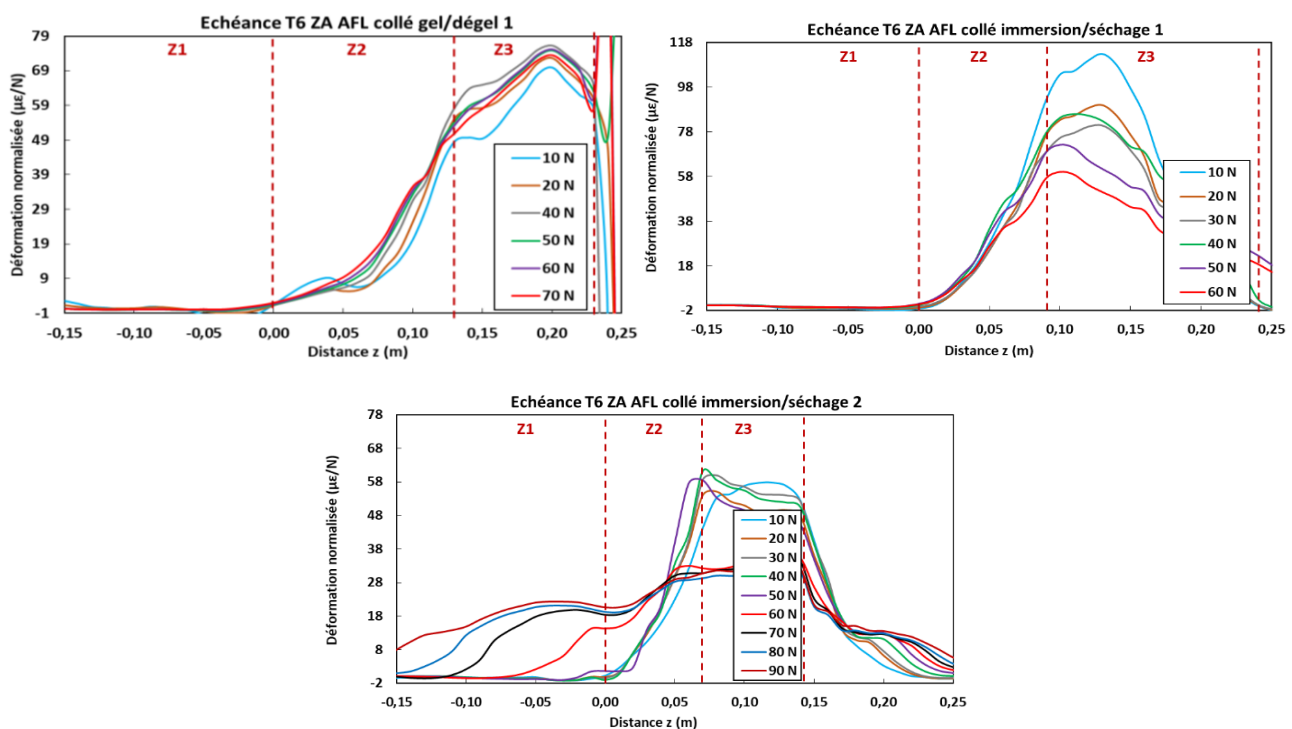 Echéance T6 ZA AFL collé gel/dégel 1
Z1 Z2 Z3
Déformation normalisée (µε/N)
79
69
59
49
39
29
19
9
-1
10 N
20 N
40 N
50 N
60 N
70 N
-0,15 -0,10 -0,05 0,00 0,05 0,10 0,15 0,20 0,25
Distance z (m)
Echéance T6 ZA AFL collé immersion/séchage 1
Z1 Z2 Z3
Déformation normalisée (µε/N)
118
98
78
58
38
18
-2
10 N
20 N
30 N
40 N
50 N
60 N
-0,15 -0,10 -0,05 0,00 0,05 0,10 0,15 0,20 0,25
Distance z (m)
Echéance T6 ZA AFL collé immersion/séchage 2
Z1 Z2 Z3
Déformation normalisée (µε/N)
78
68
58
48
38
28
18
8
-2
10 N
20 N
30 N
40 N
50 N
60 N
70 N
80 N
90 N
-0,15 -0,10 -0,05 0,00 0,05 0,10 0,15 0,20 0,25
Distance z (m)